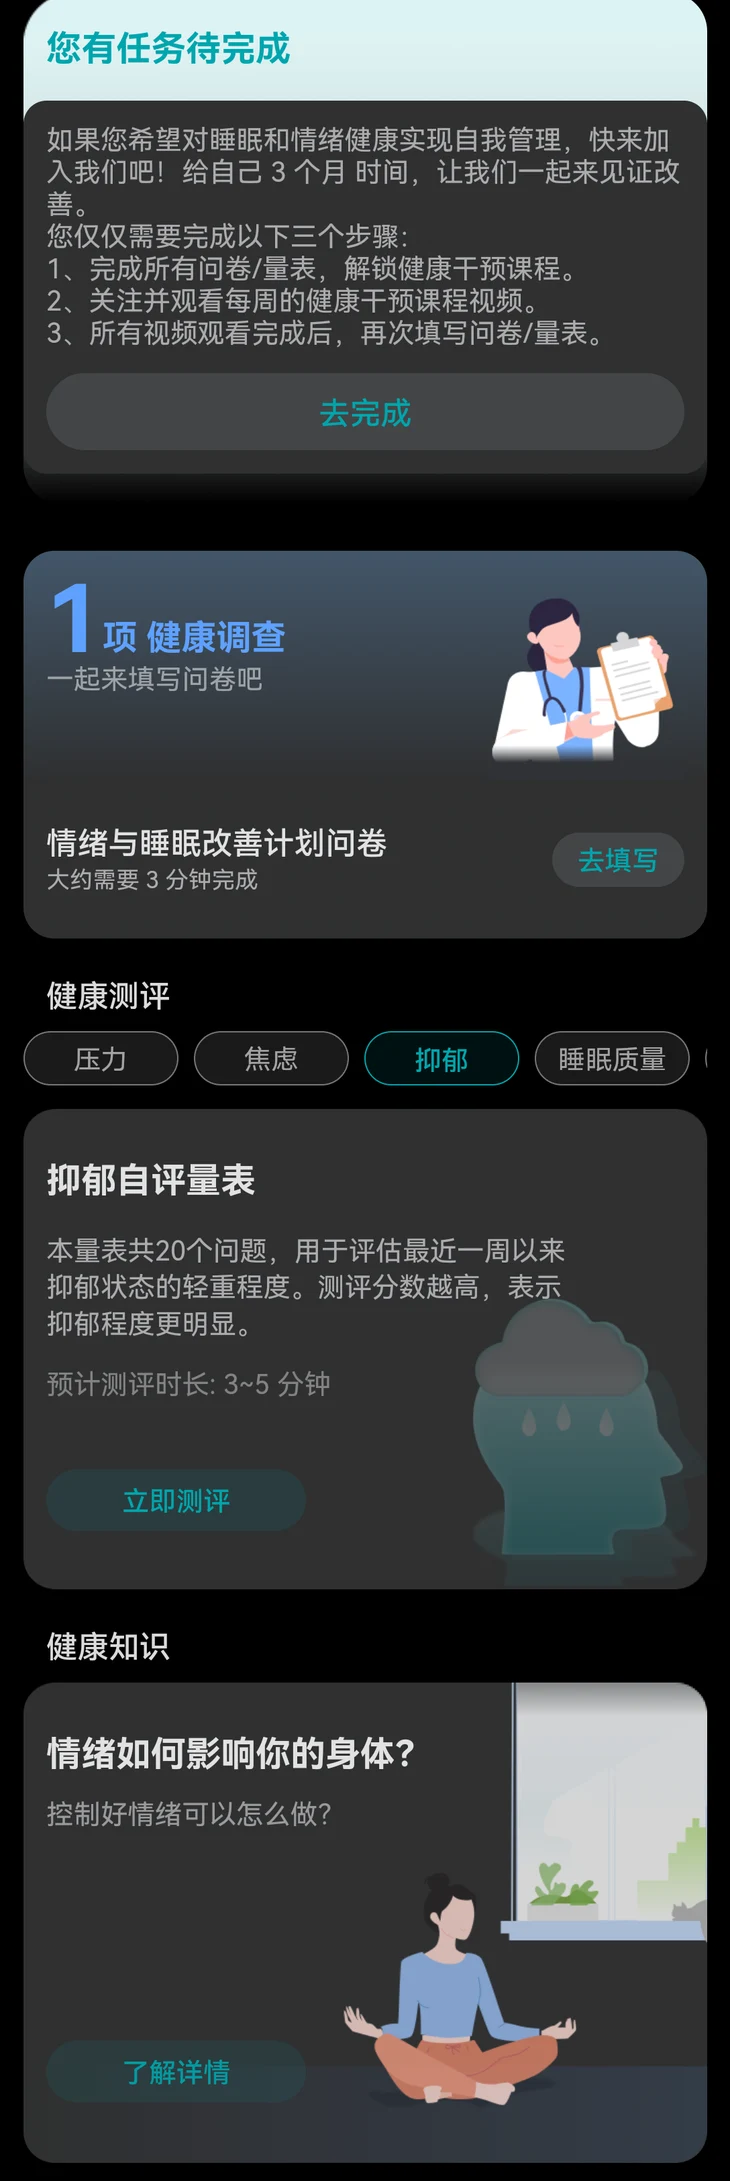 您有任务待完成
如果您希望对睡眠和情绪健康实现自我管理，快来加
入我们吧！给自己 3 个月 时间，让我们一起来见证改
善。
您仅仅需要完成以下三个步骤：
1、完成所有问卷/量表，解锁健康干预课程。
2、关注并观看每周的健康干预课程视频。
3、所有视频观看完成后，再次填写问卷/量表。
去完成
1项 健康调查
一起来填写问卷吧
情绪与睡眠改善计划问卷
大约需要 3 分钟完成
去填写
健康测评
压力
焦虑
抑郁
睡眠质量
抑郁自评量表
本量表共20个问题，用于评估最近一周以来
抑郁状态的轻重程度。测评分数越高，表示
抑郁程度更明显。
预计测评时长: 3~5 分钟
立即测评
健康知识
情绪如何影响你的身体？
控制好情绪可以怎么做？
了解详情